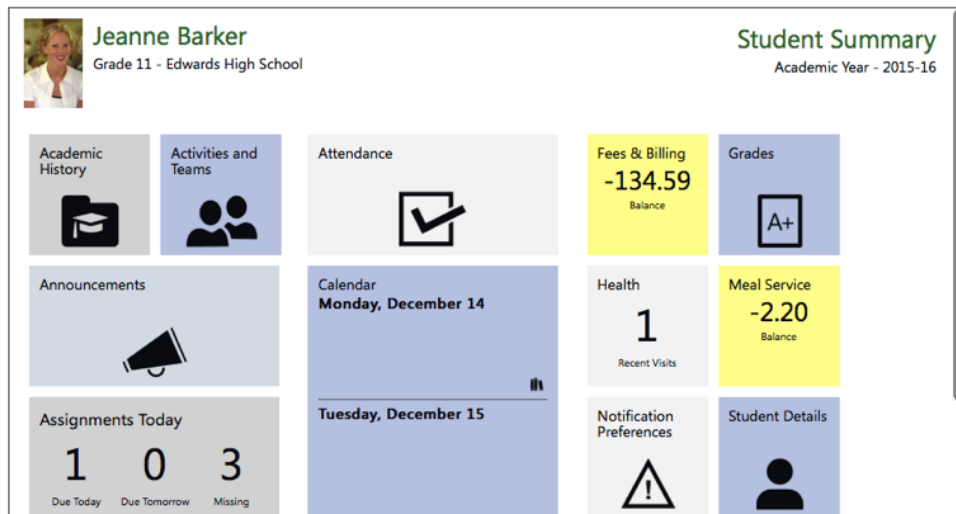 Jeanne Barker
Grade 11 - Edwards High School
Student Summary
Academic Year - 2015-16
Academic
History
Activities and
Teams
Attendance
Fees & Billing
-134.59
Balance
Grades
A+
Announcements
Calendar
Monday, December 14
Tuesday, December 15
Health
1
Recent Visits
Meal Service
-2.20
Balance
Assignments Today
1 0 3
Due Today Due Tomorrow Missing
Notification
Preferences
!
Student Details